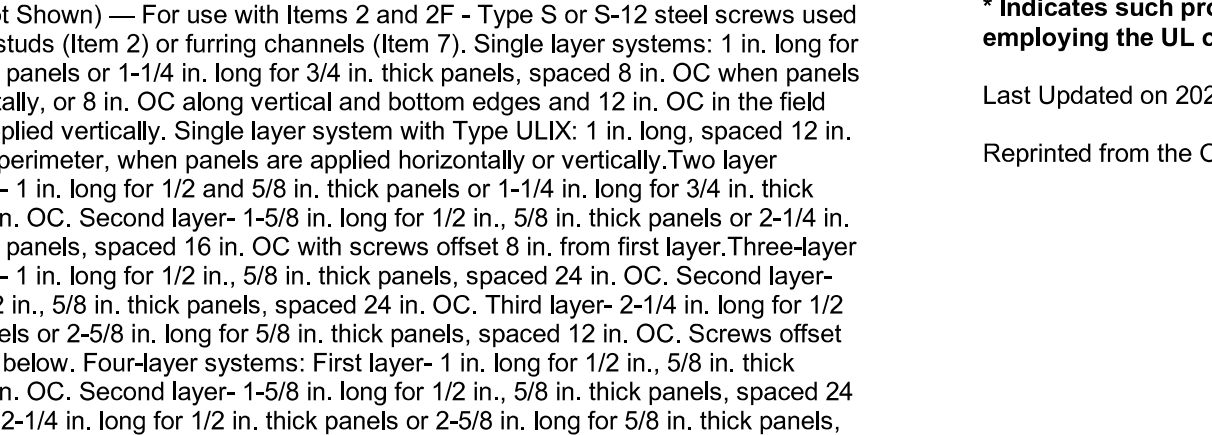 t Shown) — For use with Items 2 and 2F - Type S or S-12 steel screws used
studs (Item 2) or furring channels (Item 7). Single layer systems: 1 in. long for
panels or 1-1/4 in. long for 3/4 in. thick panels, spaced 8 in. OC when panels
tally, or 8 in. OC along vertical and bottom edges and 12 in. OC in the field
plied vertically. Single layer system with Type ULIX: 1 in. long, spaced 12 in.
perimeter, when panels are applied horizontally or vertically.Two layer
- 1 in. long for 1/2 and 5/8 in. thick panels or 1-1/4 in. long for 3/4 in. thick
n. OC. Second layer- 1-5/8 in. long for 1/2 in., 5/8 in. thick panels or 2-1/4 in.
panels, spaced 16 in. OC with screws offset 8 in. from first layer.Three-layer
- 1 in. long for 1/2 in., 5/8 in. thick panels, spaced 24 in. OC. Second layer-
2 in., 5/8 in. thick panels, spaced 24 in. OC. Third layer- 2-1/4 in. long for 1/2
els or 2-5/8 in. long for 5/8 in. thick panels, spaced 12 in. OC. Screws offset
below. Four-layer systems: First layer- 1 in. long for 1/2 in., 5/8 in. thick
n. OC. Second layer- 1-5/8 in. long for 1/2 in., 5/8 in. thick panels, spaced 24
2-1/4 in. long for 1/2 in. thick panels or 2-5/8 in. long for 5/8 in. thick panels,
* Indicates such pro
employing the UL o
Last Updated on 202
Reprinted from the O